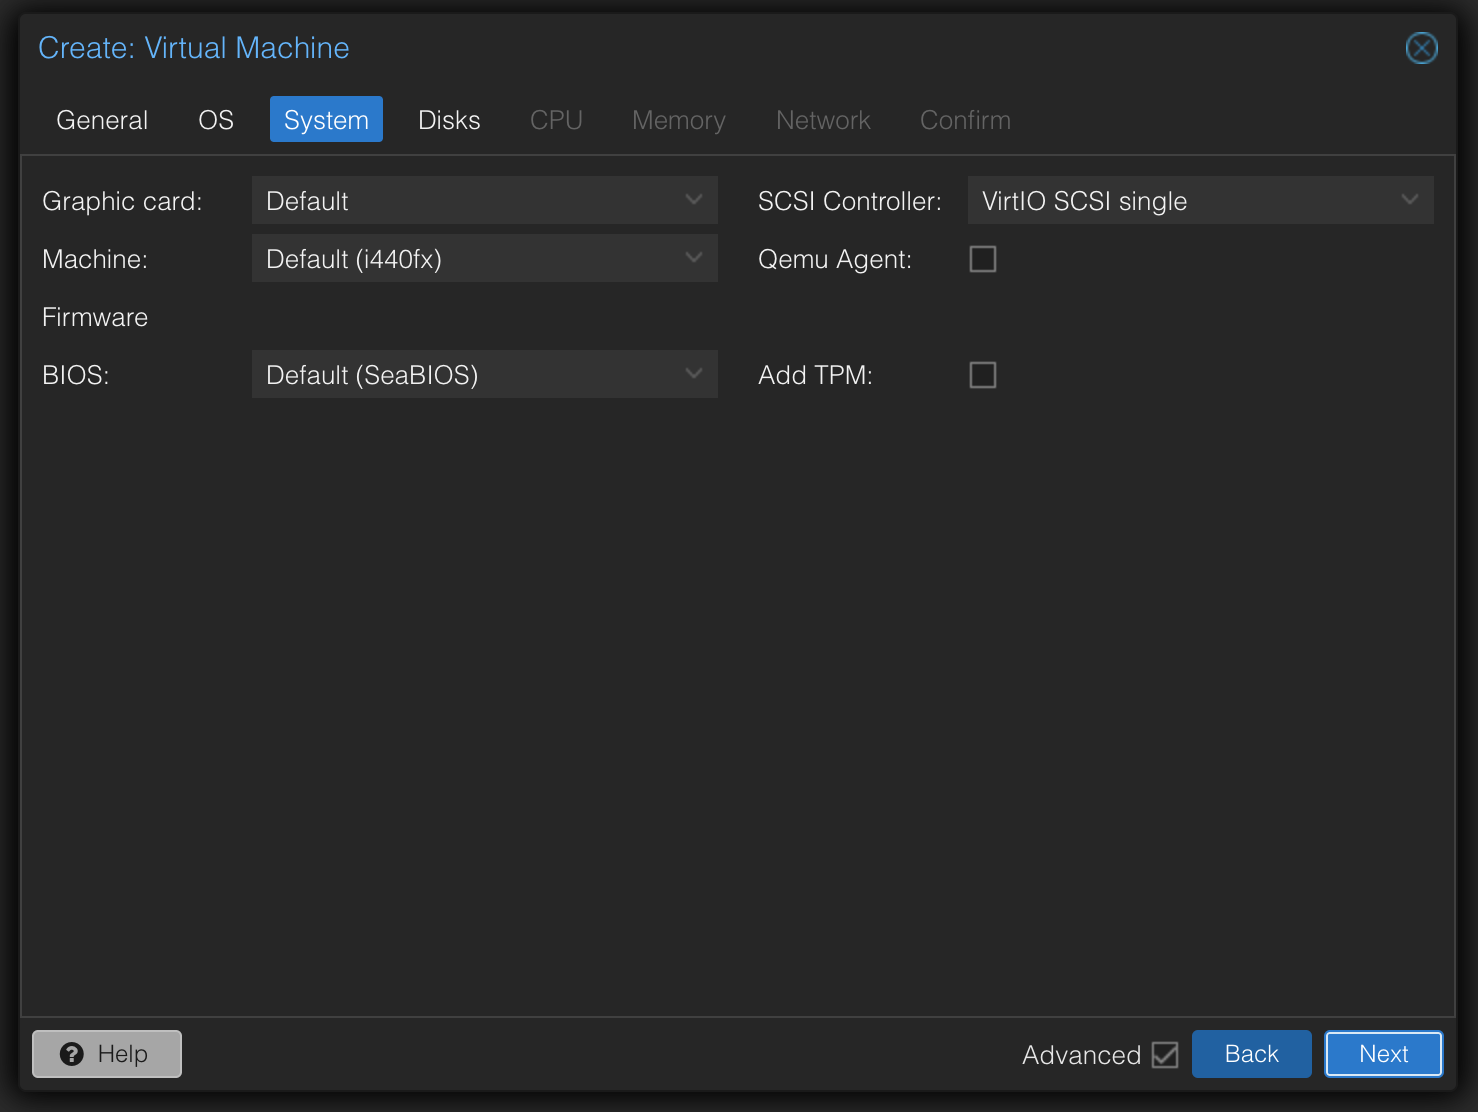 Create: Virtual Machine
General OS System Disks CPU Memory Network Confirm
Graphic card: Default SCSI Controller: VirtIO SCSI single
Machine: Default (i440fx) Qemu Agent:
Firmware
BIOS: Default (SeaBIOS) Add TPM:
? Help Advanced Back Next